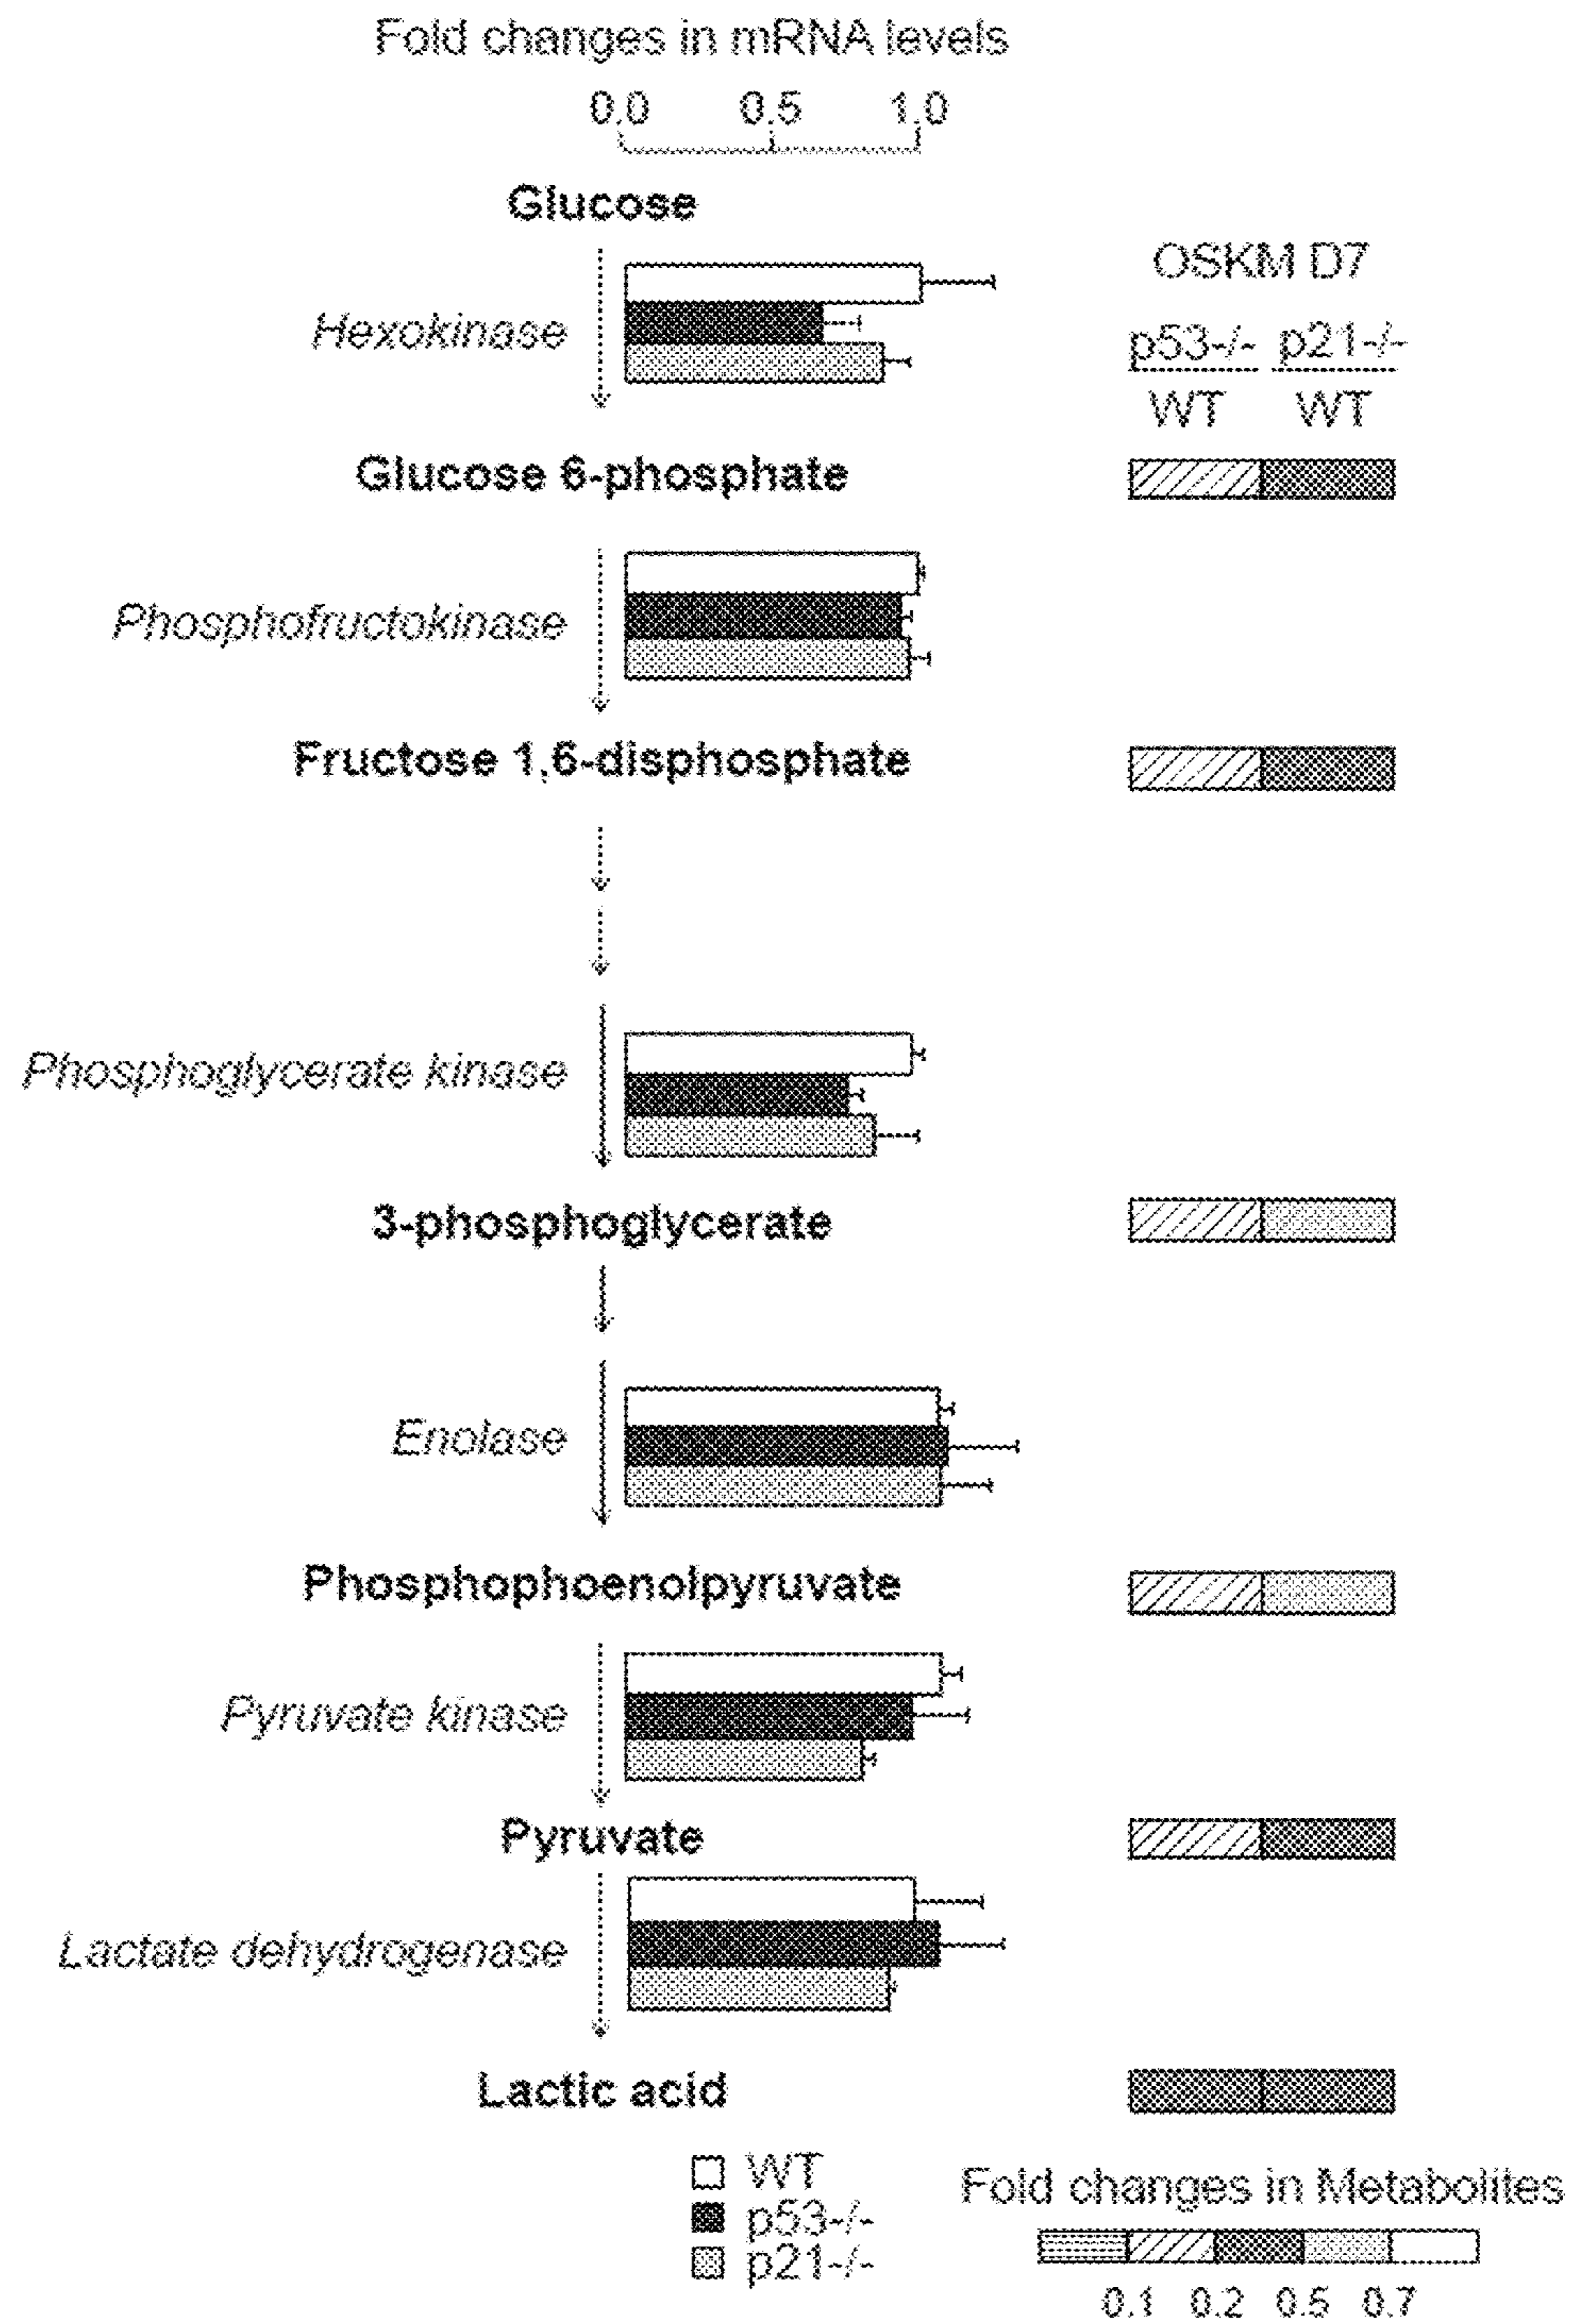 Fold changes in mRNA levels
0.0 0.5 1.0
Glucose
OSKM D7
Hexokinase
p53-/- p21-/-
WT WT
Glucose 6-phosphate
Phosphofructokinase
Fructose 1,6-disphosphate
Phosphoglycerate kinase
3-phosphoglycerate
Enolase
Phosphophoenolpyruvate
Pyruvate kinase
Pyruvate
Lactate dehydrogenase
Lactic acid
WT
p53-/-
p21-/-
Fold changes in Metabolites
0.1 0.2 0.5 0.7